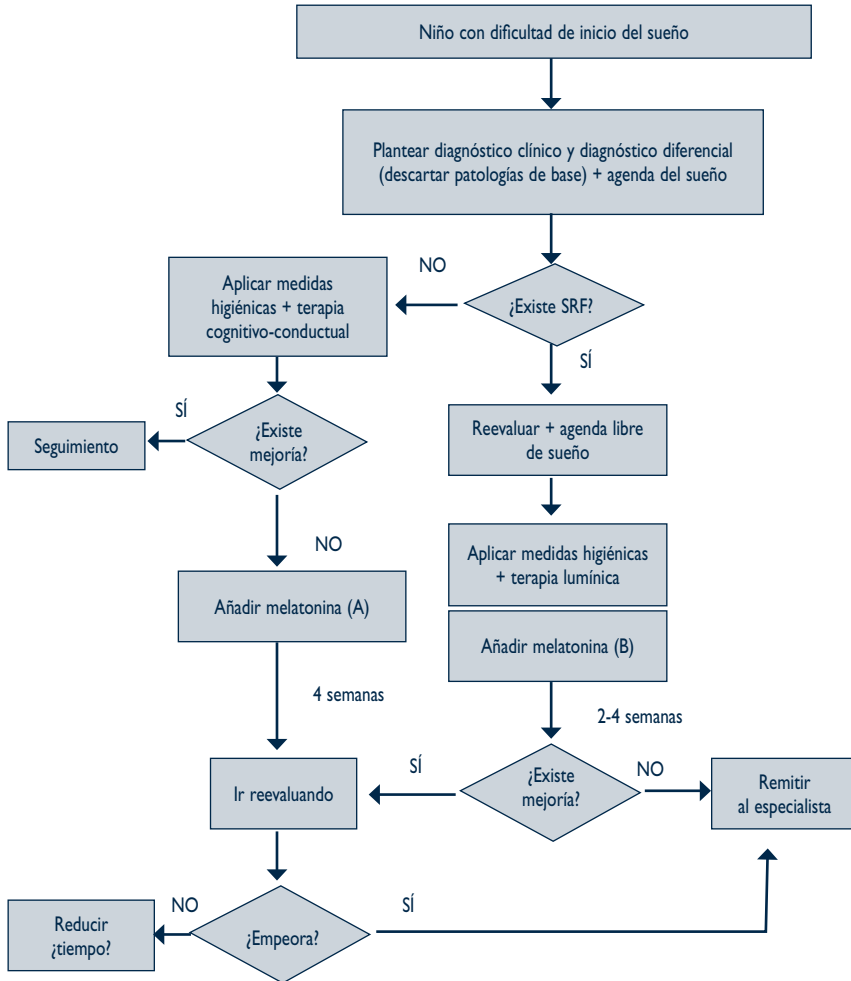 Niño con dificultad de inicio del sueño
Plantear diagnóstico clínico y diagnóstico diferencial
(descartar patologías de base) + agenda del sueño
NO
Aplicar medidas
higiénicas + terapia
cognitivo-conductual
¿Existe SRF?
SÍ
SÍ
¿Existe
mejoría?
Seguimiento
Reevaluar + agenda libre
de sueño
NO
Aplicar medidas higiénicas
+ terapia lumínica
Añadir melatonina (A)
Añadir melatonina (B)
4 semanas
2-4 semanas
Ir reevaluando
SÍ
¿Existe
mejoría?
NO
Remitir
al especialista
Reducir
¿tiempo?
NO
¿Empeora?
SÍ